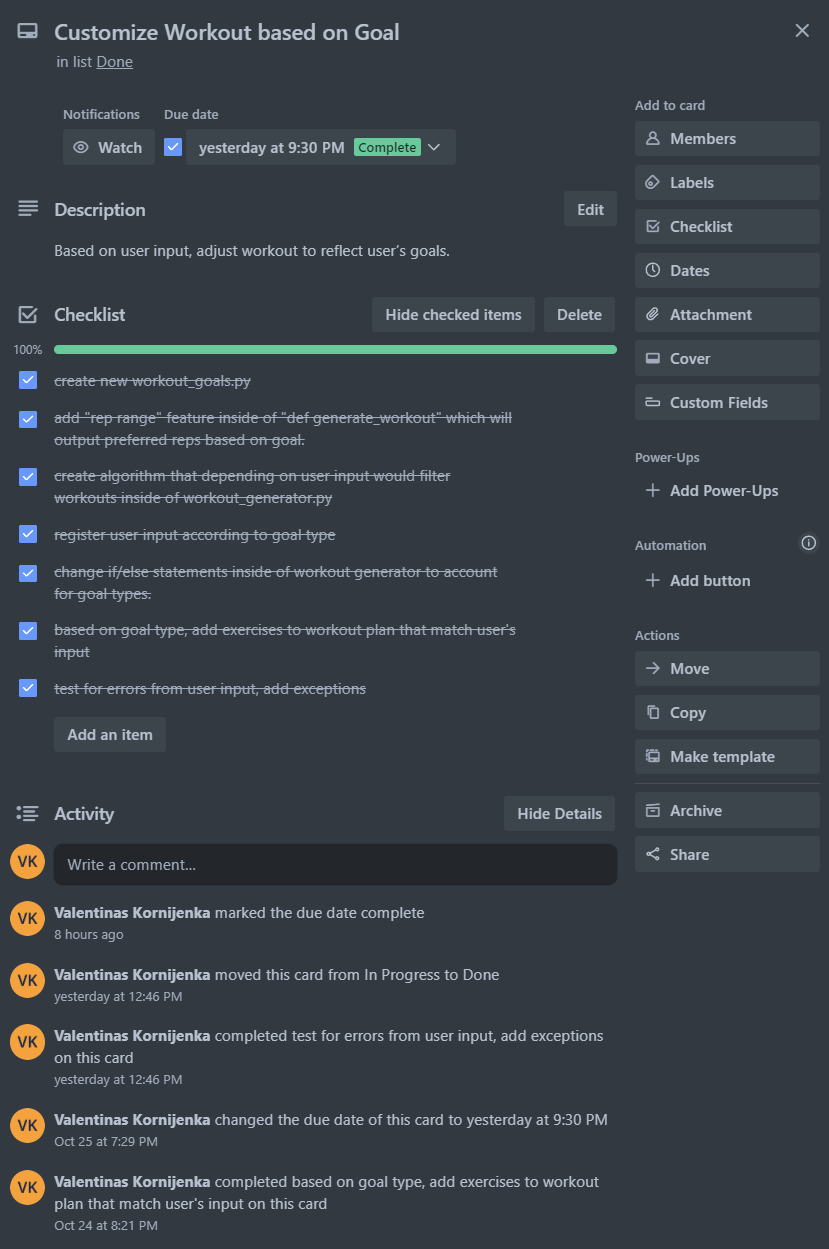 Customize Workout based on Goal
in list Done
Notifications
Due date
Watch
yesterday at 9:30 PM Complete
Description
Edit
Based on user input, adjust workout to reflect user’s goals.
Checklist
Hide checked items
Delete
100%
create new workout_goals.py
add "rep range" feature inside of "def generate_workout" which will
output preferred reps based on goal.
create algorithm that depending on user input would filter
workouts inside of workout_generator.py
register user input according to goal type
change if/else statements inside of workout generator to account
for goal types.
based on goal type, add exercises to workout plan that match user's
input
test for errors from user input, add exceptions
Add an item
Activity
Hide Details
VK
Write a comment...
VK
Valentinas Kornijenka marked the due date complete
8 hours ago
VK
Valentinas Kornijenka moved this card from In Progress to Done
yesterday at 12:46 PM
VK
Valentinas Kornijenka completed test for errors from user input, add exceptions
on this card
yesterday at 12:46 PM
VK
Valentinas Kornijenka changed the due date of this card to yesterday at 9:30 PM
Oct 25 at 7:29 PM
VK
Valentinas Kornijenka completed based on goal type, add exercises to workout
plan that match user's input on this card
Oct 24 at 8:21 PM
Add to card
Members
Labels
Checklist
Dates
Attachment
Cover
Custom Fields
Power-Ups
Add Power-Ups
Automation
Add button
Actions
Move
Copy
Make template
Archive
Share